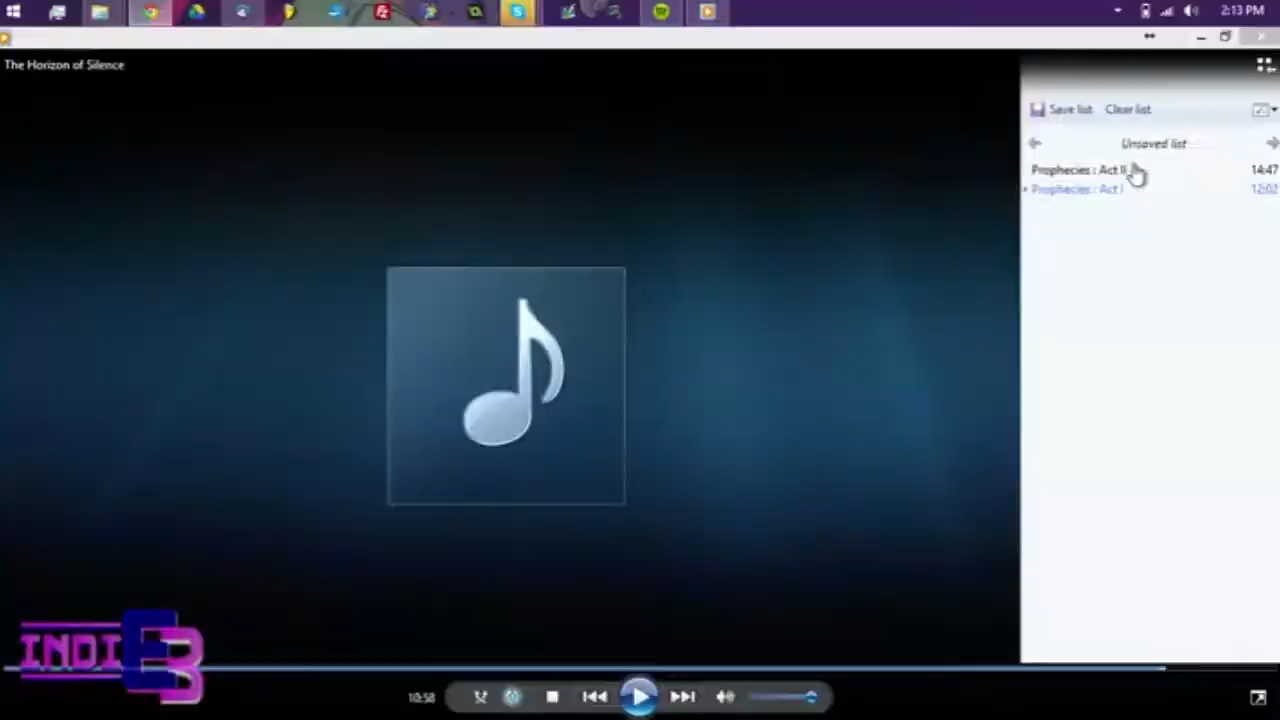 2:13 PM
The Horizon of Silence
Save list Clear list
Unsaved list
Prophecies : Act II 14:47
Prophecies : Act I 12:02
INDIE3
10:58